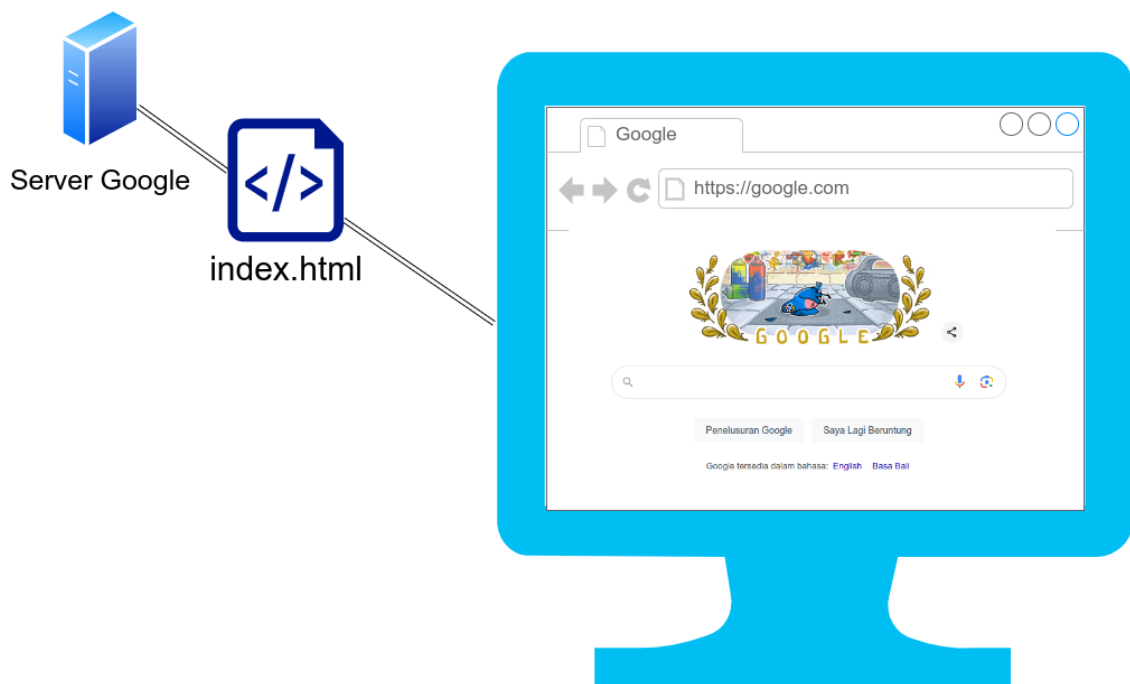 Server Google
</>
index.html
Google
https://google.com
GOOGLE
Penelusuran Google Saya Lagi Beruntung
Google tersedia dalam bahasa: English Basa Bali